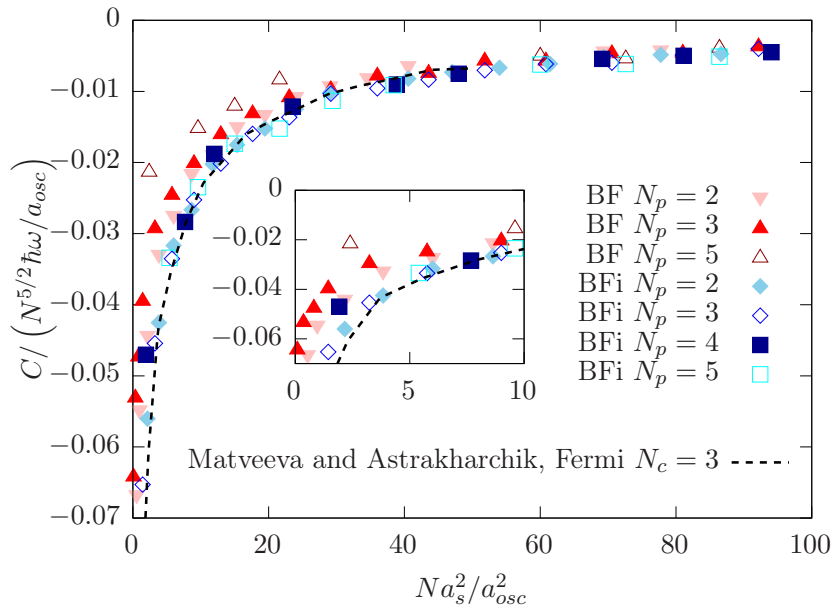 0
−0.01
−0.02
−0.03
−0.04
−0.05
−0.06
−0.07
0 20 40 60 80 100
C/(N^{5/2}ℏω/a_{osc})
Na_s^2/a_{osc}^2
0
−0.02
−0.04
−0.06
0 5 10
BF N_p = 2
BF N_p = 3
BF N_p = 5
BFi N_p = 2
BFi N_p = 3
BFi N_p = 4
BFi N_p = 5
Matveeva and Astrakharchik, Fermi N_c = 3